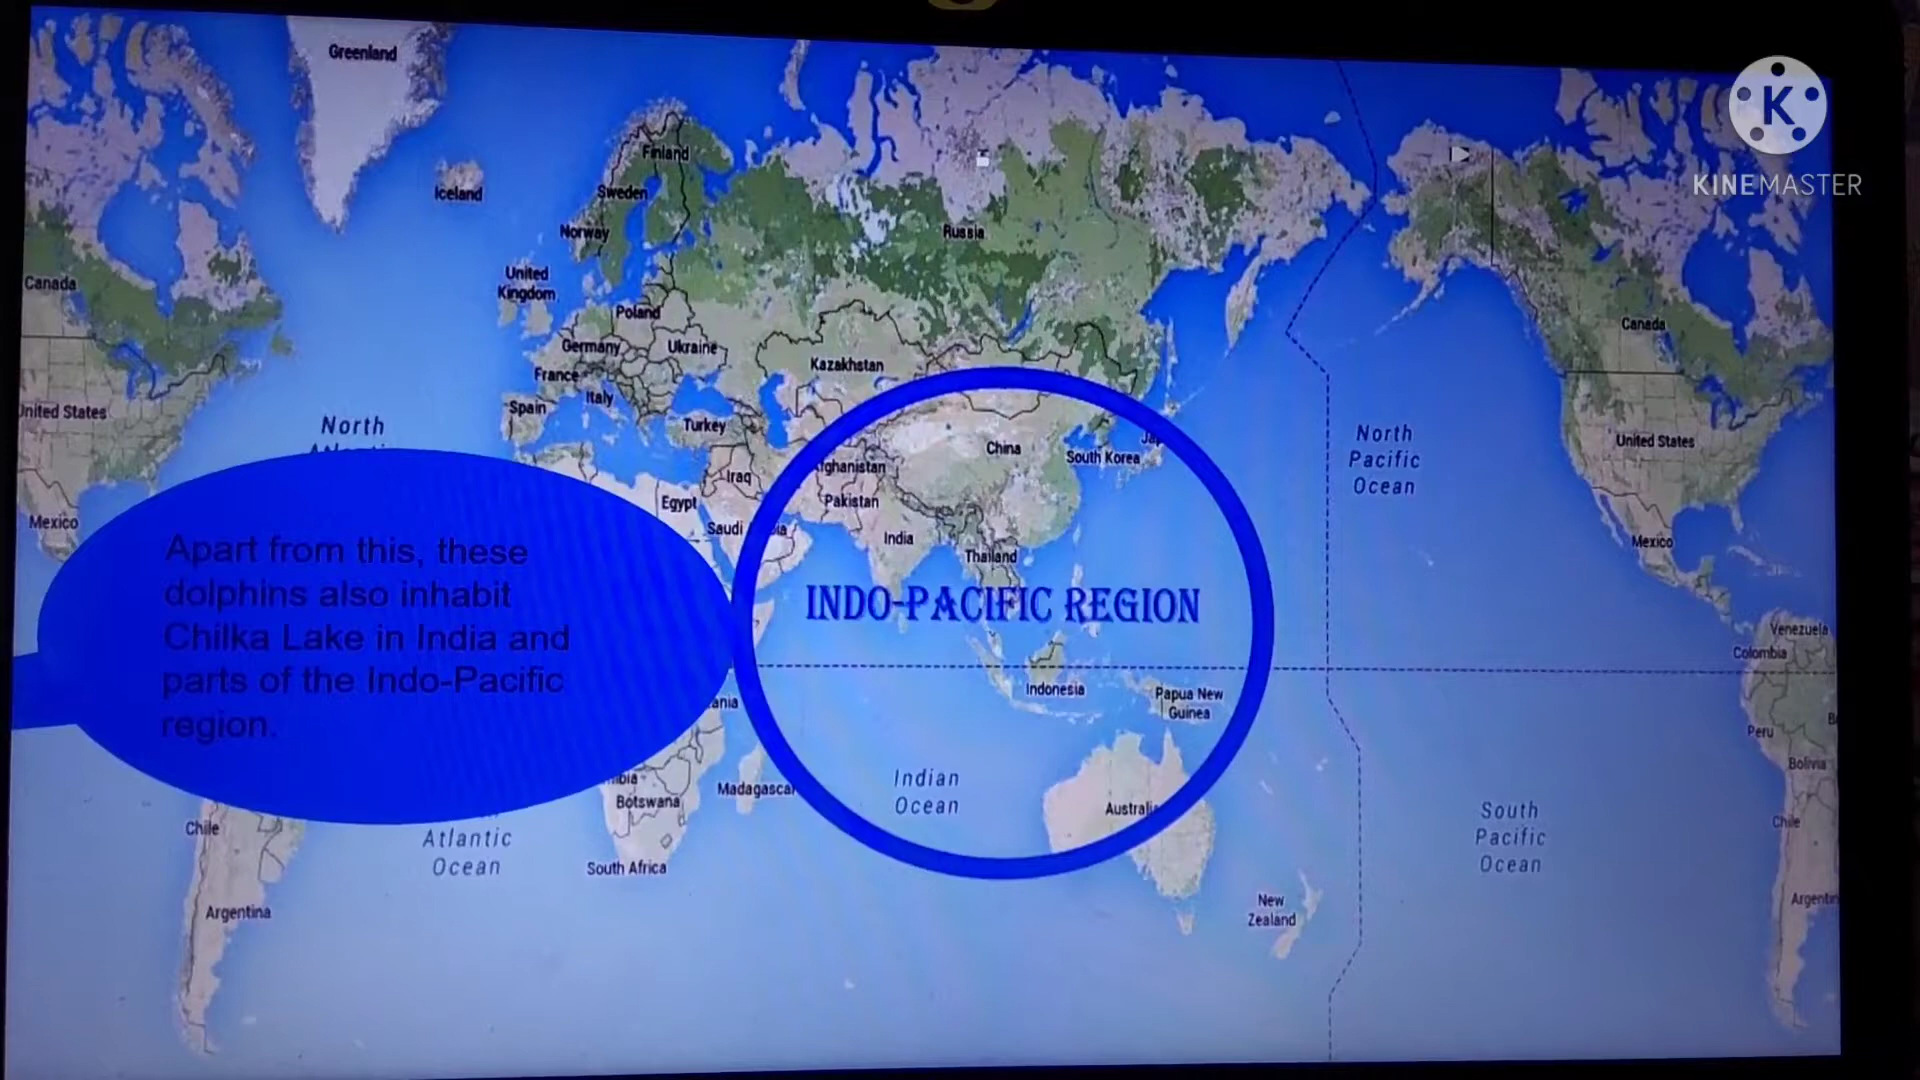 Greenland
Finland
Iceland
Sweden
Norway
Russia
KINEMASTER
K
United
Kingdom
Canada
Poland
Canada
Germany
Ukraine
Kazakhstan
France
Italy
Spain
Turkey
United States
North
China
South Korea
North
Pacific
Ocean
United States
Afghanistan
Iraq
Pakistan
Egypt
Saudi
India
Thailand
Mexico
Mexico
Apart from this, these
dolphins also inhabit
Chilka Lake in India and
parts of the Indo-Pacific
region.
INDO-PACIFIC REGION
Venezuela
Colombia
Indonesia
Papua New
Guinea
Peru
Bolivia
Indian
Ocean
Madagascar
Botswana
Australia
Chile
Atlantic
Ocean
South Africa
South
Pacific
Ocean
Chile
Argentina
New
Zealand
Argentin